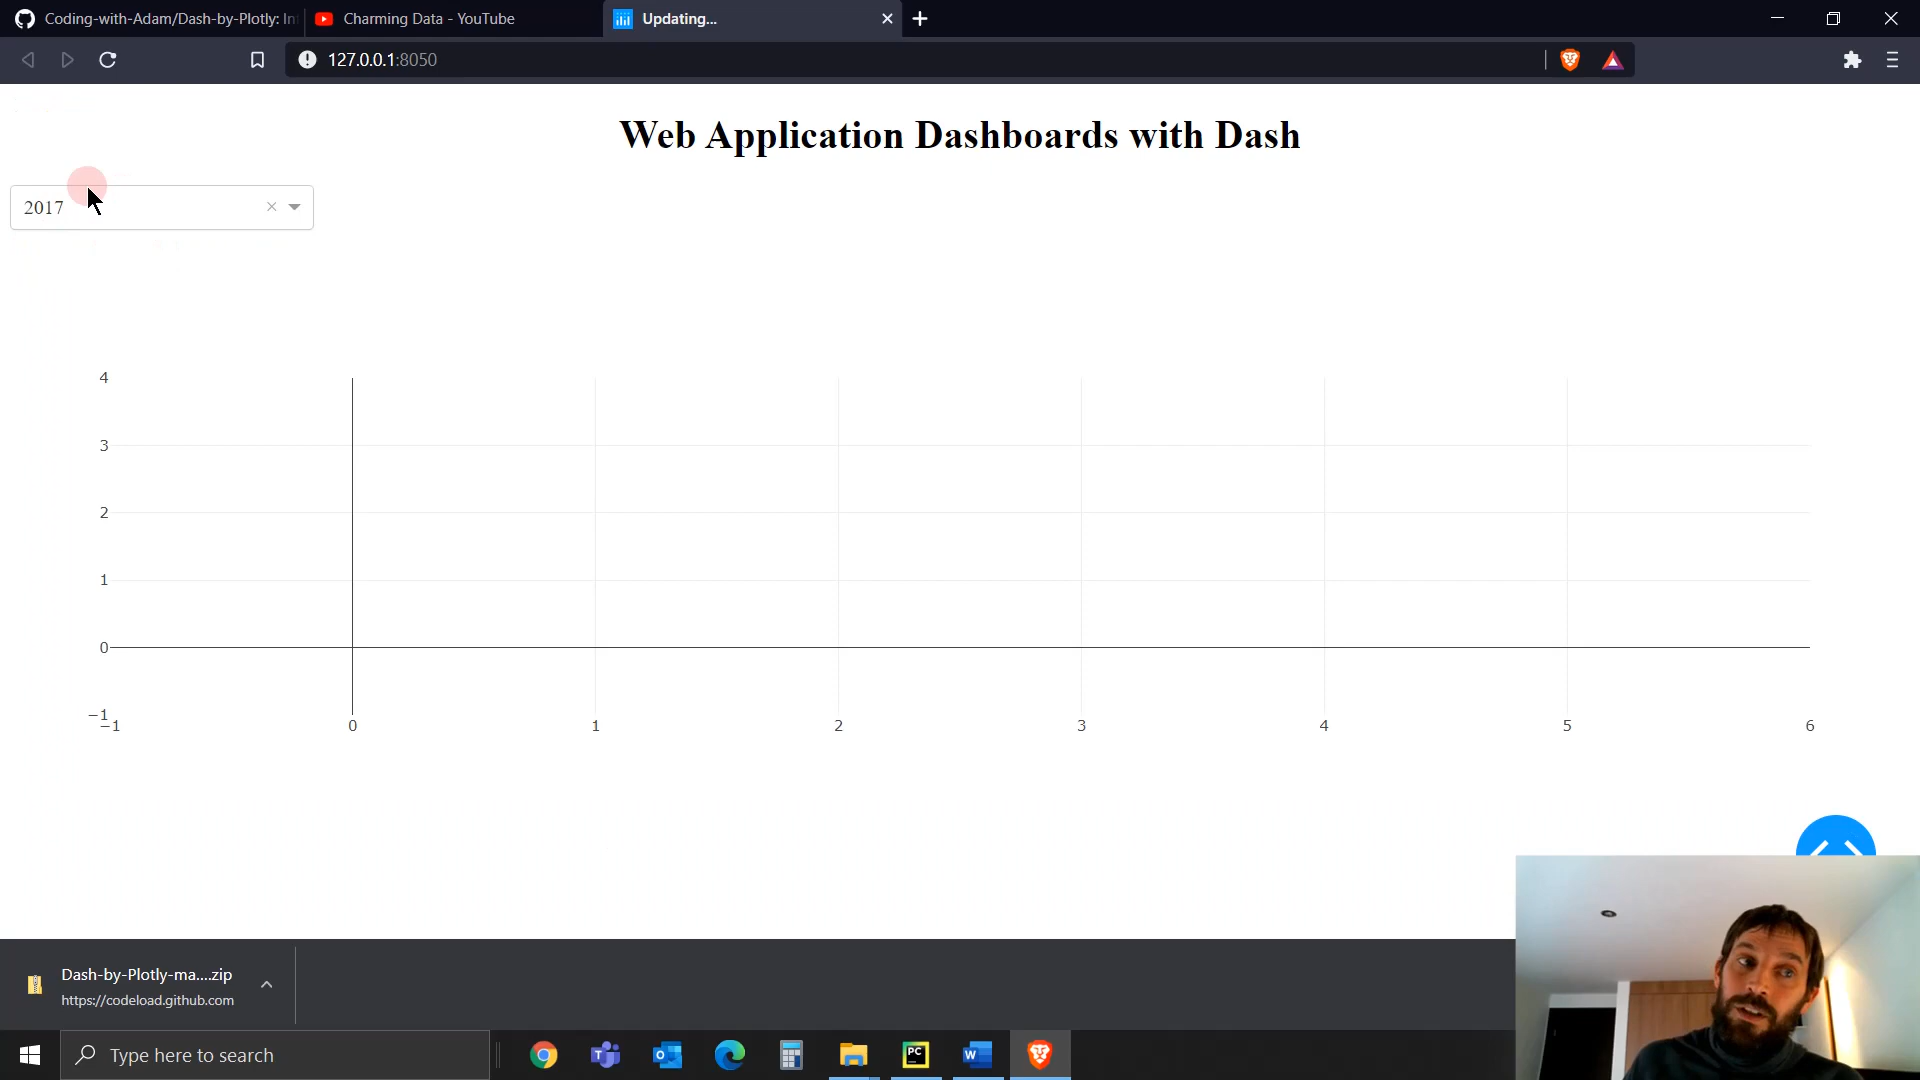 Coding-with-Adam/Dash-by-Plotly: Int
Charming Data - YouTube
Updating...
127.0.0.1:8050
Web Application Dashboards with Dash
2017
4
3
2
1
0
−1
−1 0 1 2 3 4 5 6
Dash-by-Plotly-ma....zip
https://codeload.github.com
Type here to search
PC
W